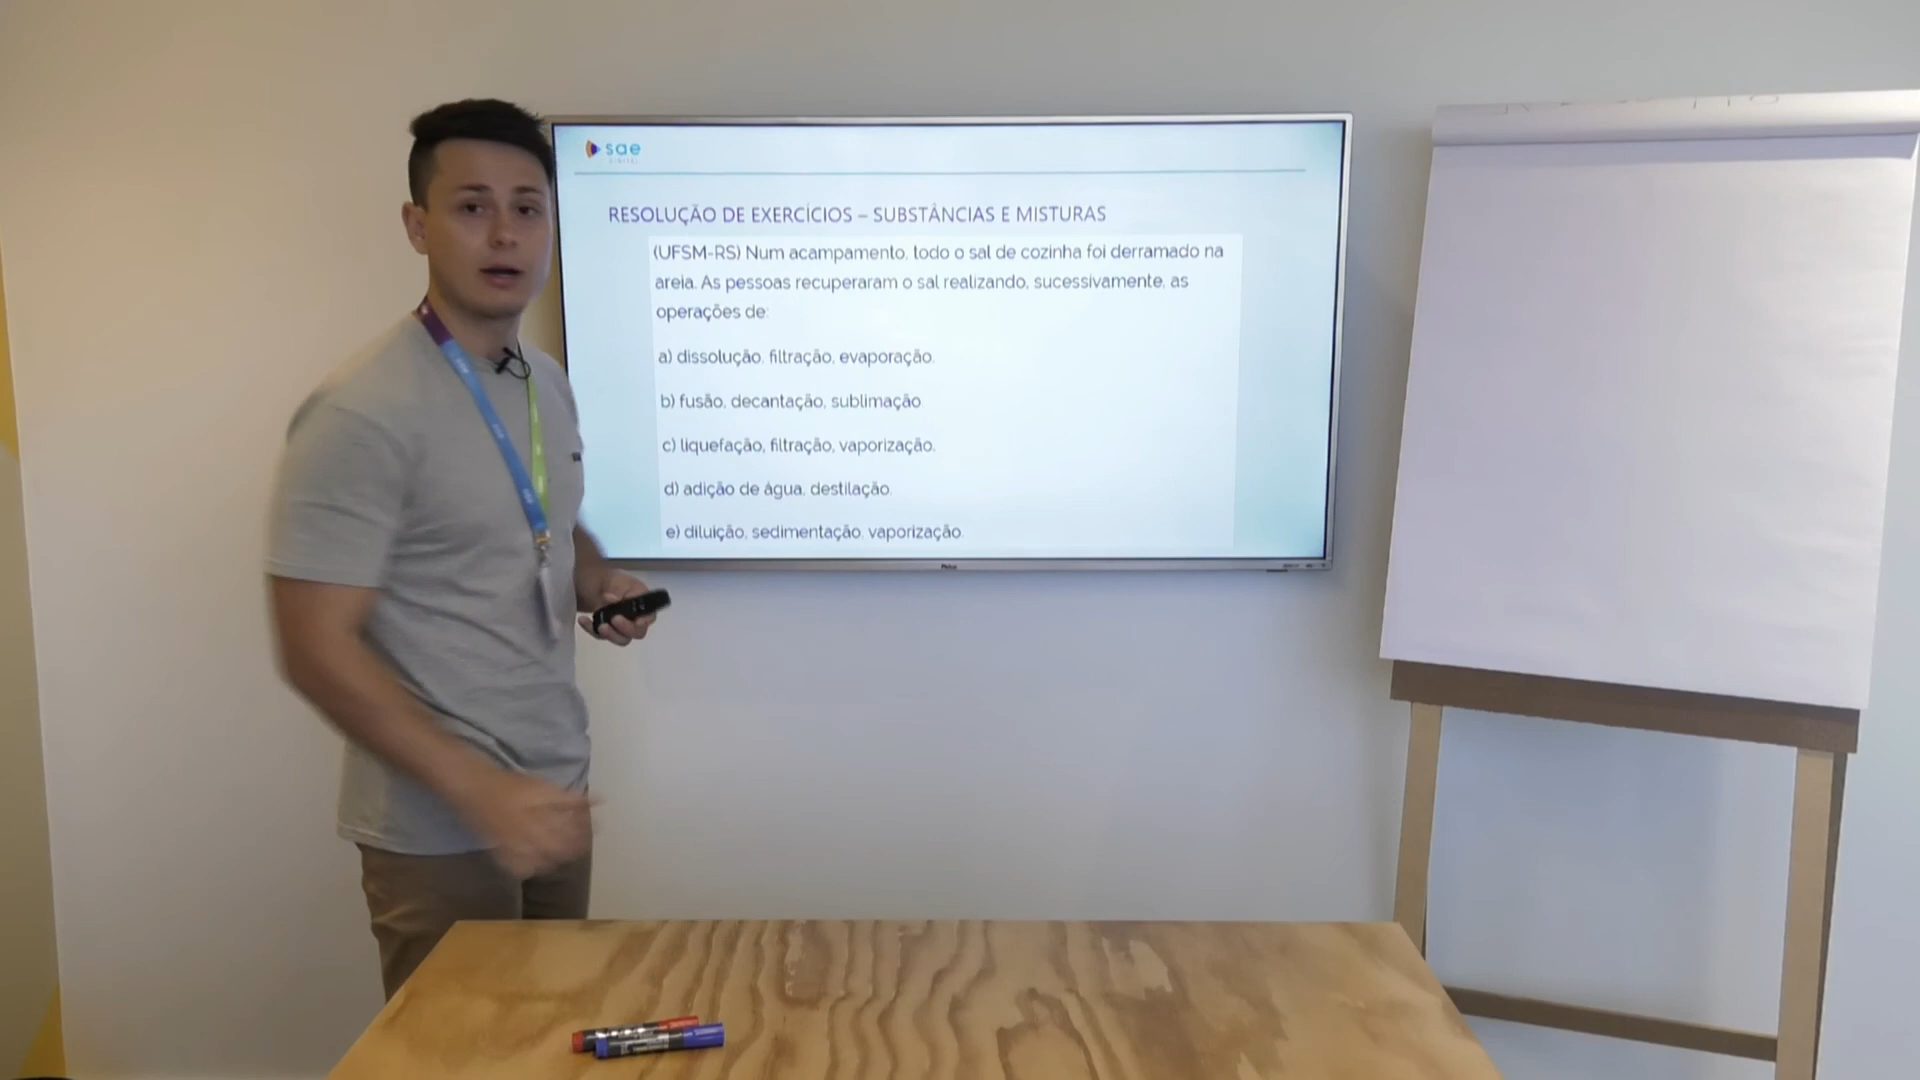 sae
DIGITAL
RESOLUÇÃO DE EXERCÍCIOS – SUBSTÂNCIAS E MISTURAS
(UFSM-RS) Num acampamento, todo o sal de cozinha foi derramado na
areia. As pessoas recuperaram o sal realizando, sucessivamente, as
operações de:
a) dissolução, filtração, evaporação.
b) fusão, decantação, sublimação.
c) liquefação, filtração, vaporização.
d) adição de água, destilação.
e) diluição, sedimentação, vaporização.
Philco